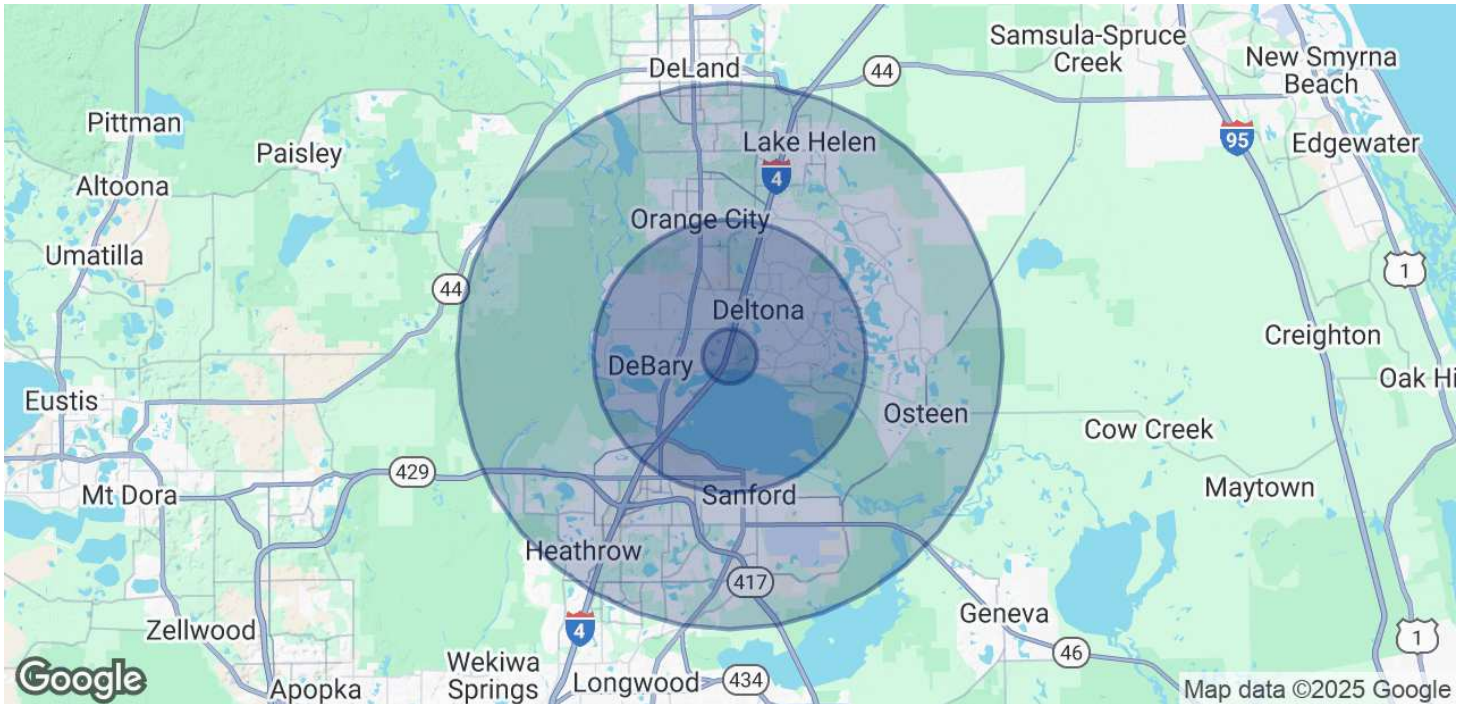 Samsula-Spruce
Creek
New Smyrna
Beach
DeLand
44
Pittman
Paisley
Lake Helen
95
Edgewater
Altoona
4
Orange City
Umatilla
1
44
Deltona
Creighton
DeBary
Oak Hi
Eustis
Osteen
Cow Creek
429
Mt Dora
Sanford
Maytown
Heathrow
417
Geneva
Zellwood
4
1
46
Wekiwa
Springs
Longwood
434
Google
Apopka
Map data ©2025 Google